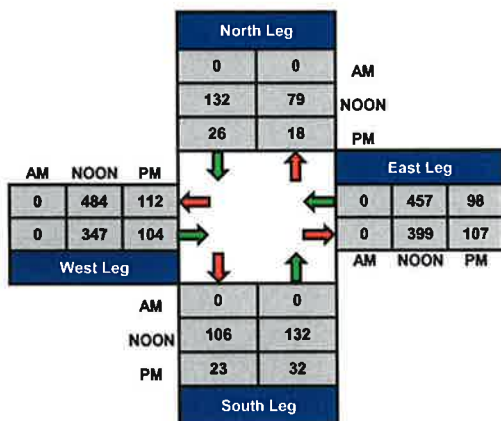 North Leg
0 0 AM
132 79 NOON
26 18 PM
AM NOON PM
East Leg
0 484 112
0 457 98
0 347 104
0 399 107
West Leg
AM NOON PM
AM 0 0
NOON 106 132
PM 23 32
South Leg